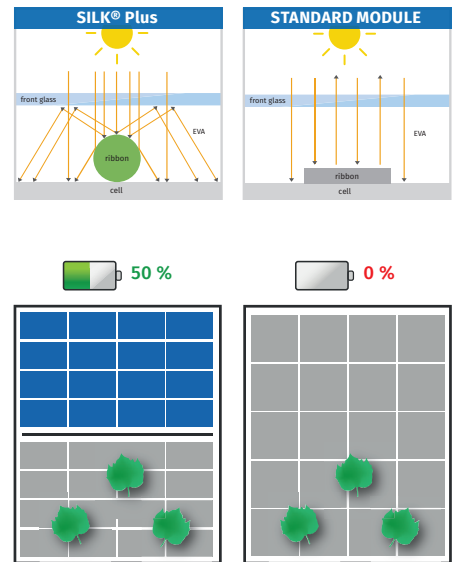 SILK® Plus
front glass
EVA
ribbon
cell
STANDARD MODULE
front glass
EVA
ribbon
cell
50 %
0 %